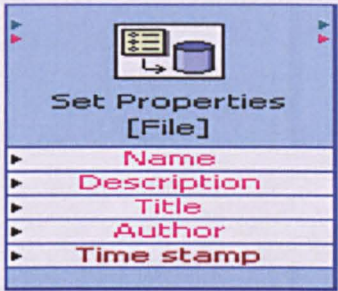 Set Properties
[File]
Name
Description
Title
Author
Time stamp